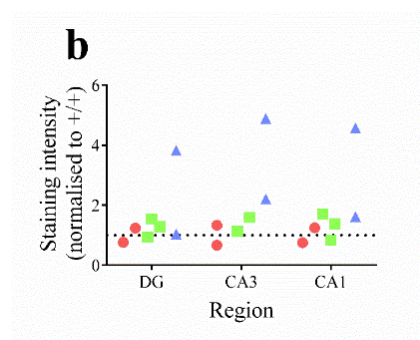 b
Staining intensity
(normalised to +/+)
6
4
2
0
DG CA3 CA1
Region